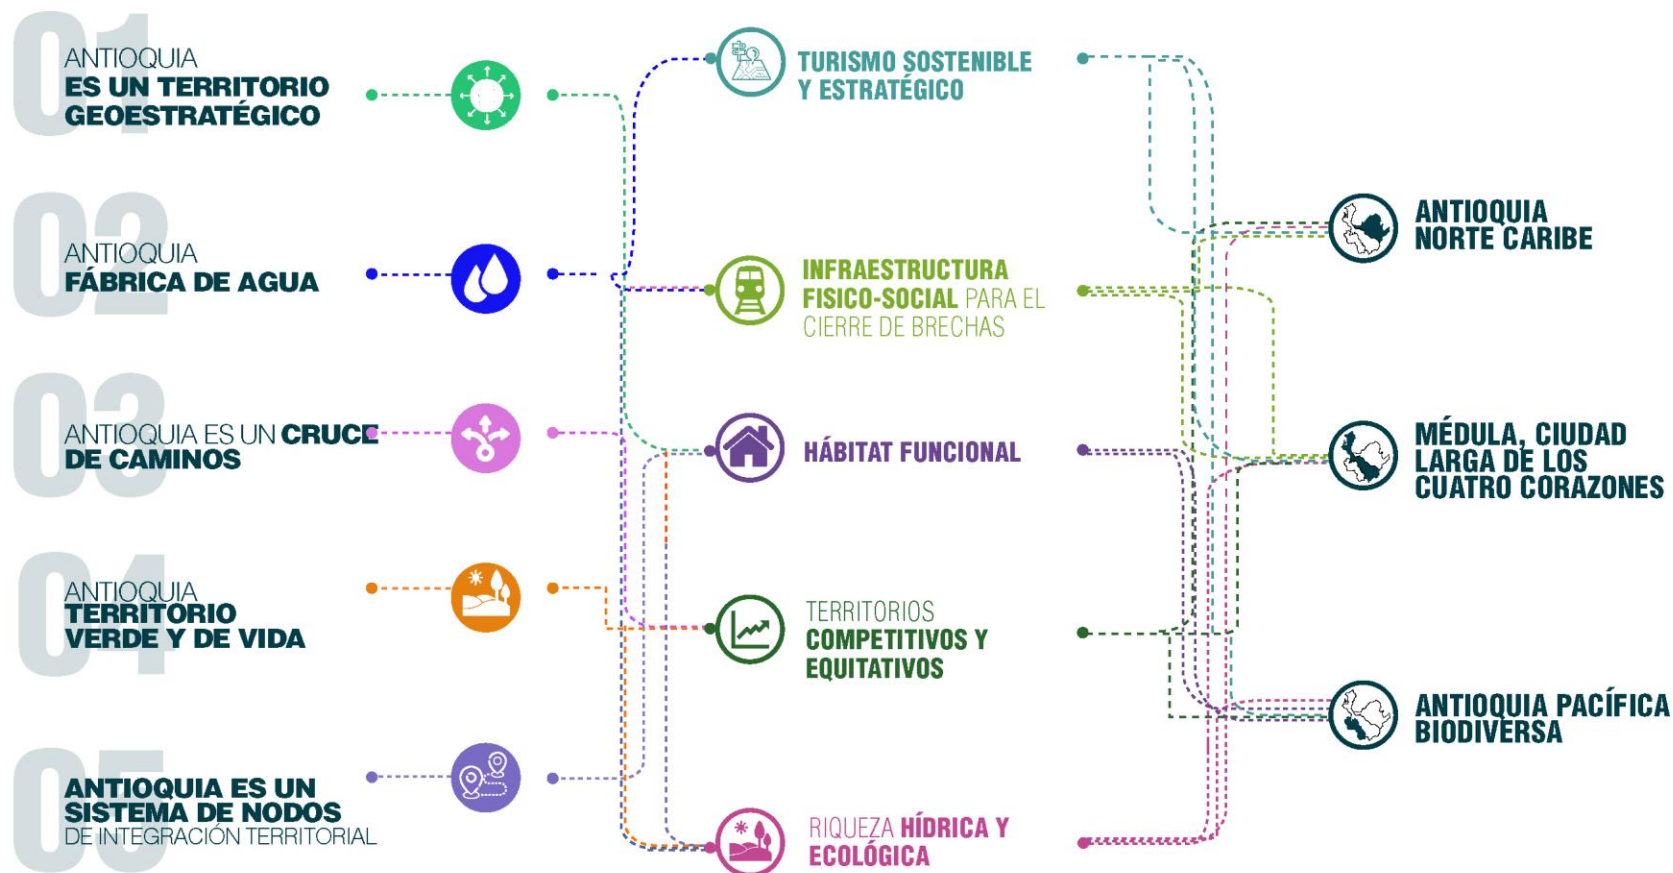 01
ANTIOQUIA
ES UN TERRITORIO
GEOESTRATÉGICO
02
ANTIOQUIA
FÁBRICA DE AGUA
03
ANTIOQUIA ES UN CRUCE
DE CAMINOS
04
ANTIOQUIA
TERRITORIO
VERDE Y DE VIDA
05
ANTIOQUIA ES UN
SISTEMA DE NODOS
DE INTEGRACIÓN TERRITORIAL
TURISMO SOSTENIBLE
Y ESTRATÉGICO
INFRAESTRUCTURA
FISICO-SOCIAL PARA EL
CIERRE DE BRECHAS
HÁBITAT FUNCIONAL
TERRITORIOS
COMPETITIVOS Y
EQUITATIVOS
RIQUEZA HÍDRICA Y
ECOLÓGICA
ANTIOQUIA
NORTE CARIBE
MÉDULA, CIUDAD
LARGA DE LOS
CUATRO CORAZONES
ANTIOQUIA PACÍFICA
BIODIVERSA